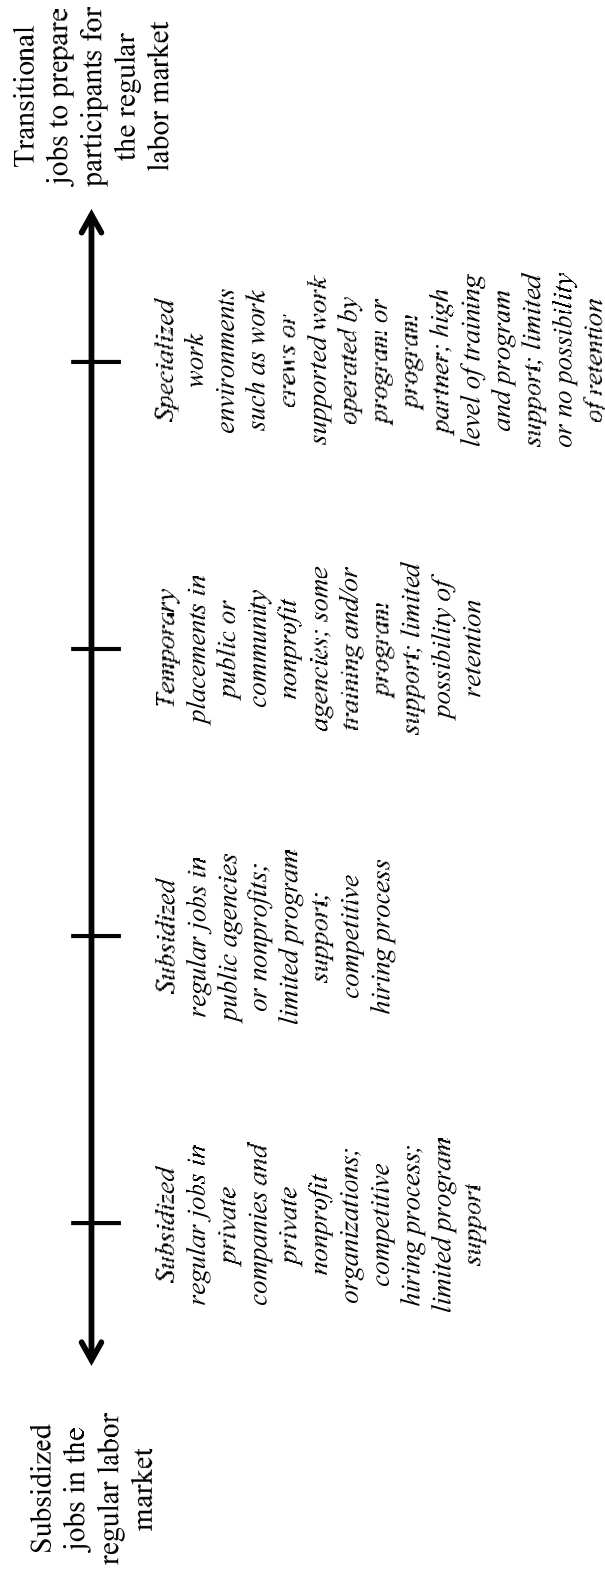 Subsidized
jobs in the
regular labor
market
Transitional
jobs to prepare
participants for
the regular
labor market
Subsidized
regular jobs in
private
companies and
private
nonprofit
organizations;
competitive
hiring process;
limited program
support
Subsidized
regular jobs in
public agencies
or nonprofits;
limited program
support;
competitive
hiring process
Temporary
placements in
public or
community
nonprofit
agencies; some
training and/or
program
support; limited
possibility of
retention
Specialized
work
environments
such as work
crews or
supported work
operated by
program or
program
partner; high
level of training
and program
support; limited
or no possibility
of retention